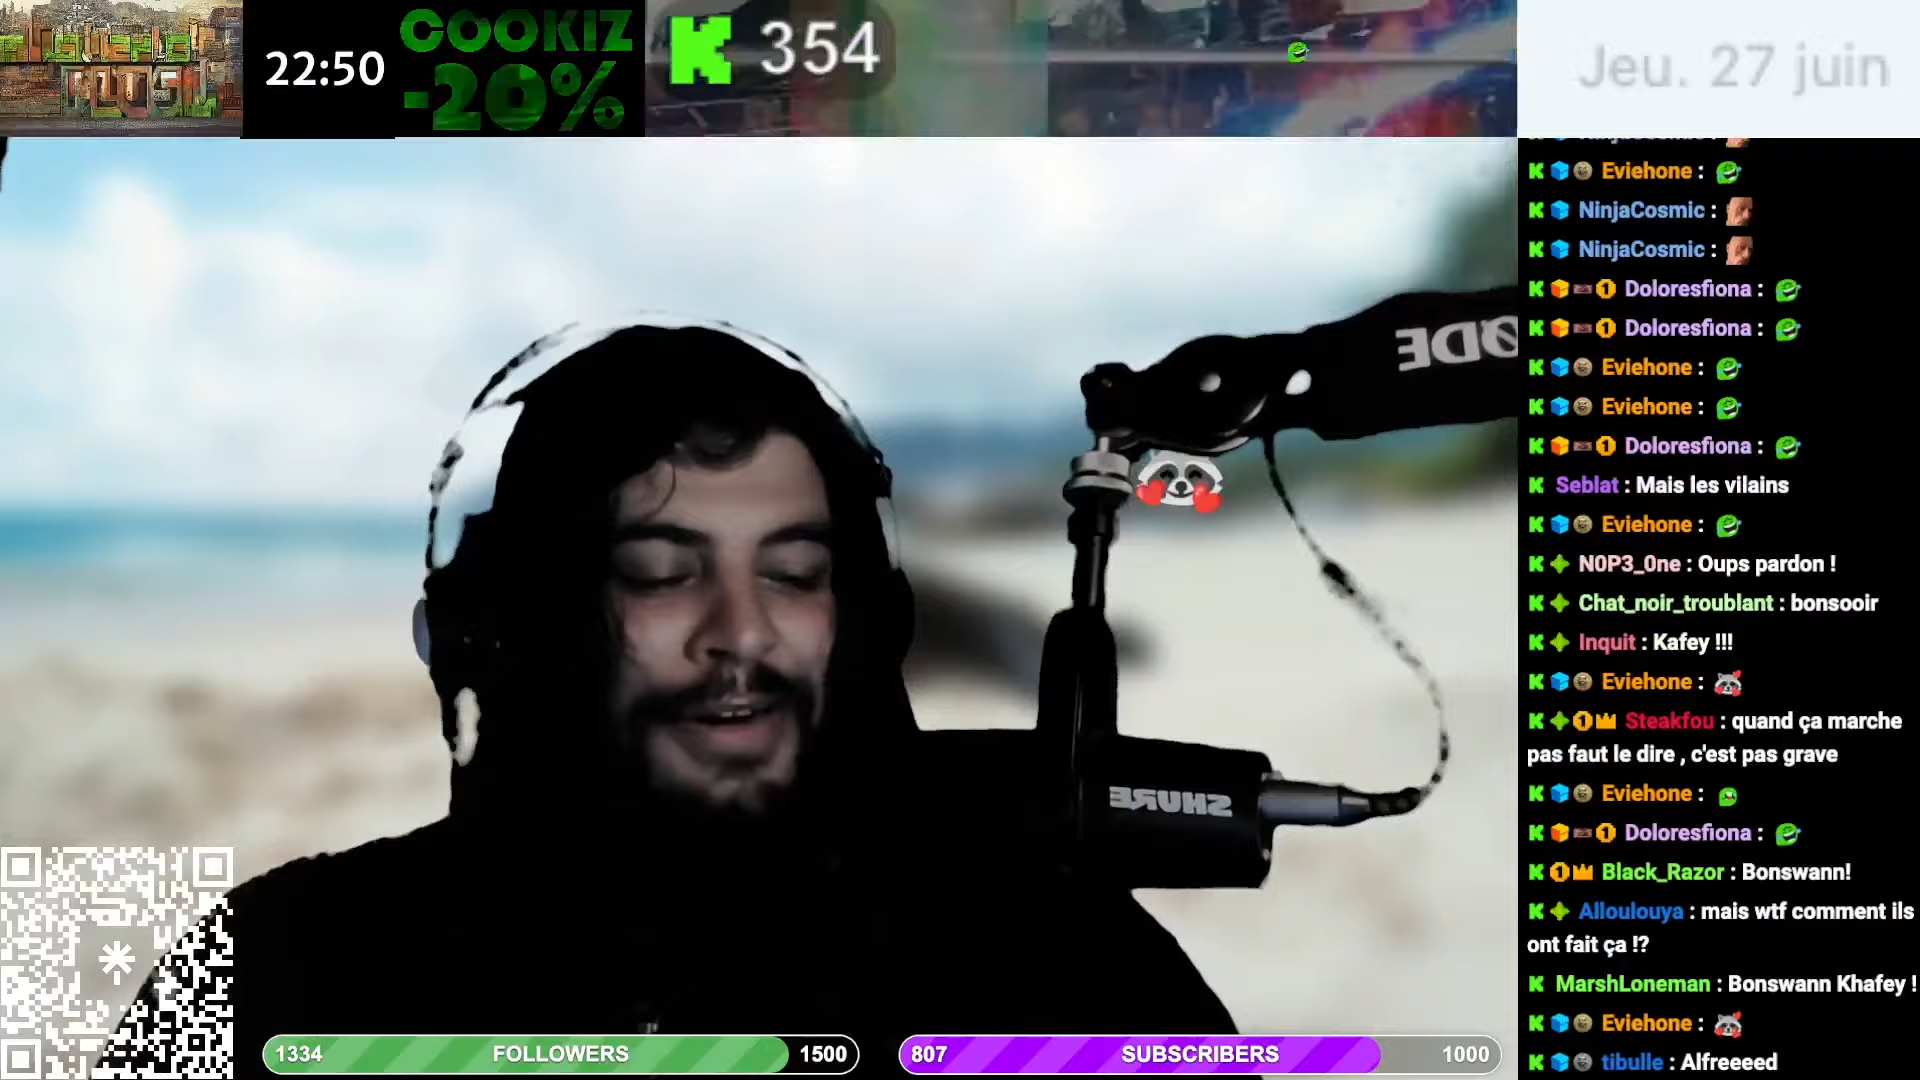 22:50
COOKIZ
-20%
K 354
Jeu. 27 juin
Eviehone :
NinjaCosmic :
NinjaCosmic :
Doloresfiona :
Doloresfiona :
Eviehone :
Eviehone :
Doloresfiona :
Seblat : Mais les vilains
Eviehone :
N0P3_0ne : Oups pardon !
Chat_noir_troublant : bonsooir
Inquit : Kafey !!!
Eviehone :
Steakfou : quand ça marche
pas faut le dire , c'est pas grave
Eviehone :
Doloresfiona :
Black_Razor : Bonswann!
Alloulouya : mais wtf comment ils
ont fait ça !?
MarshLoneman : Bonswann Khafey !
Eviehone :
tibulle : Alfreeeed
RØDE
SHURE
1334 FOLLOWERS 1500
807 SUBSCRIBERS 1000